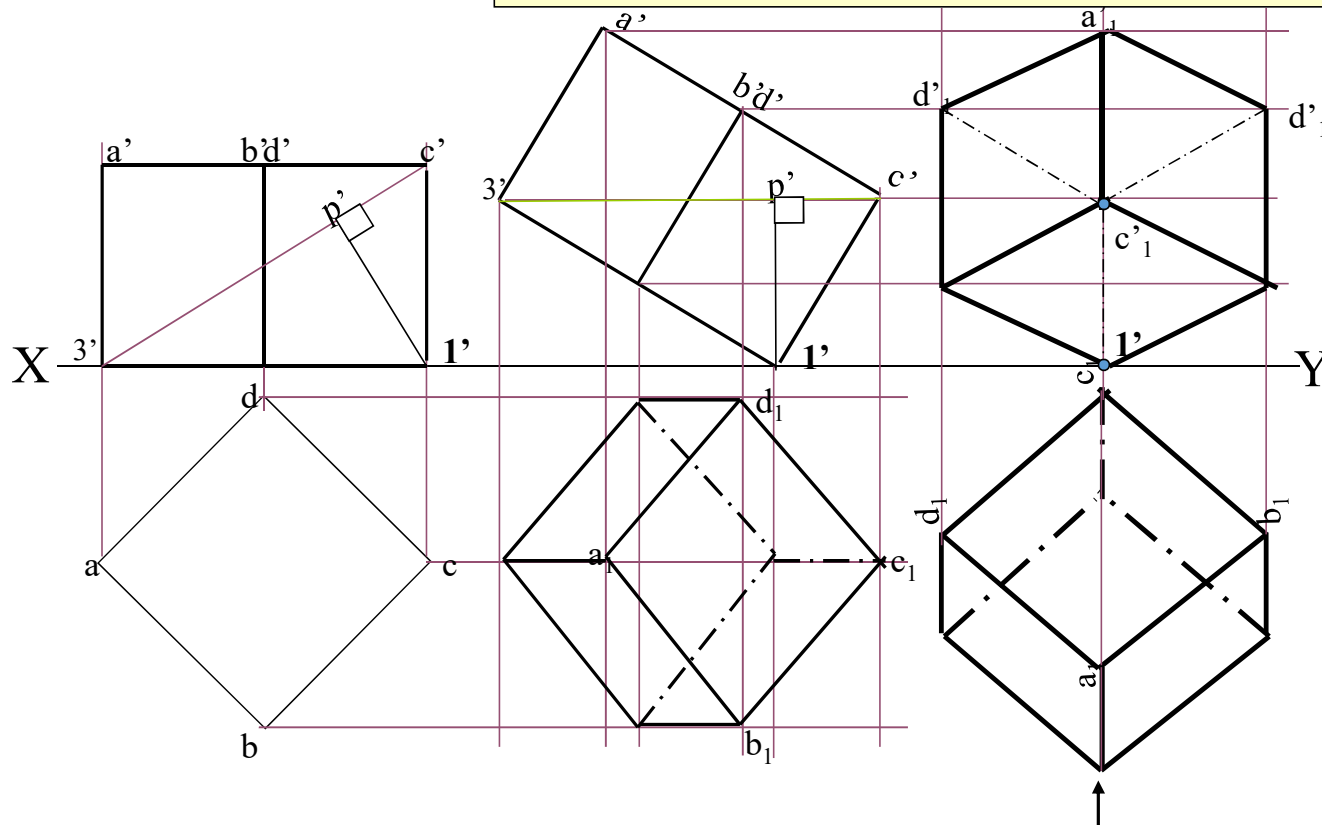 a’
a’₁
b’d’
d’₁
d’₁
a’
b’d’
c’
3’
p’
c’
p’
c’₁
3’
1’
1’
1’
X
Y
c₁
d
d₁
a
c
a₁
c₁
d₁
b₁
b
b₁
a₁